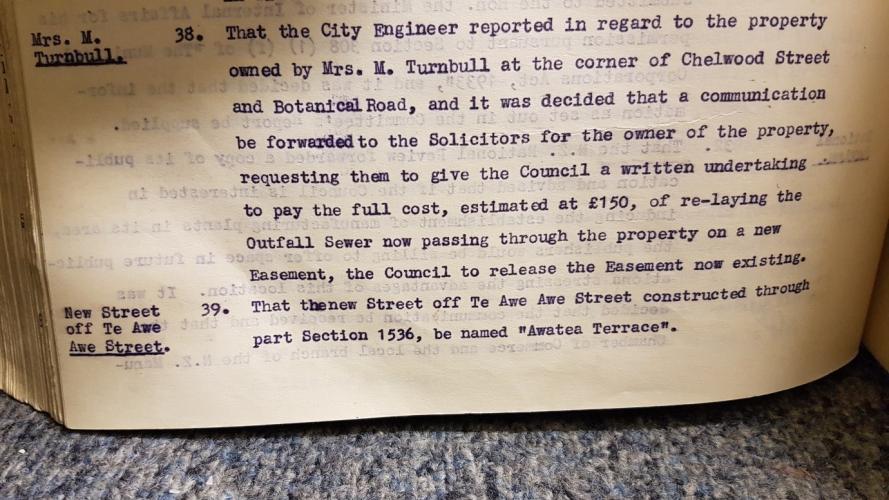 Mrs. M. 38. That the City Engineer reported in regard to the property
Turnbull. owned by Mrs. M. Turnbull at the corner of Chelwood Street
and Botanical Road, and it was decided that a communication
be forwarded to the Solicitors for the owner of the property,
requesting them to give the Council a written undertaking
to pay the full cost, estimated at £150, of re-laying the
Outfall Sewer now passing through the property on a new
Easement, the Council to release the Easement now existing.
New Street 39. That thenew Street off Te Awe Awe Street constructed through
off Te Awe part Section 1536, be named "Awatea Terrace".
Awe Street.